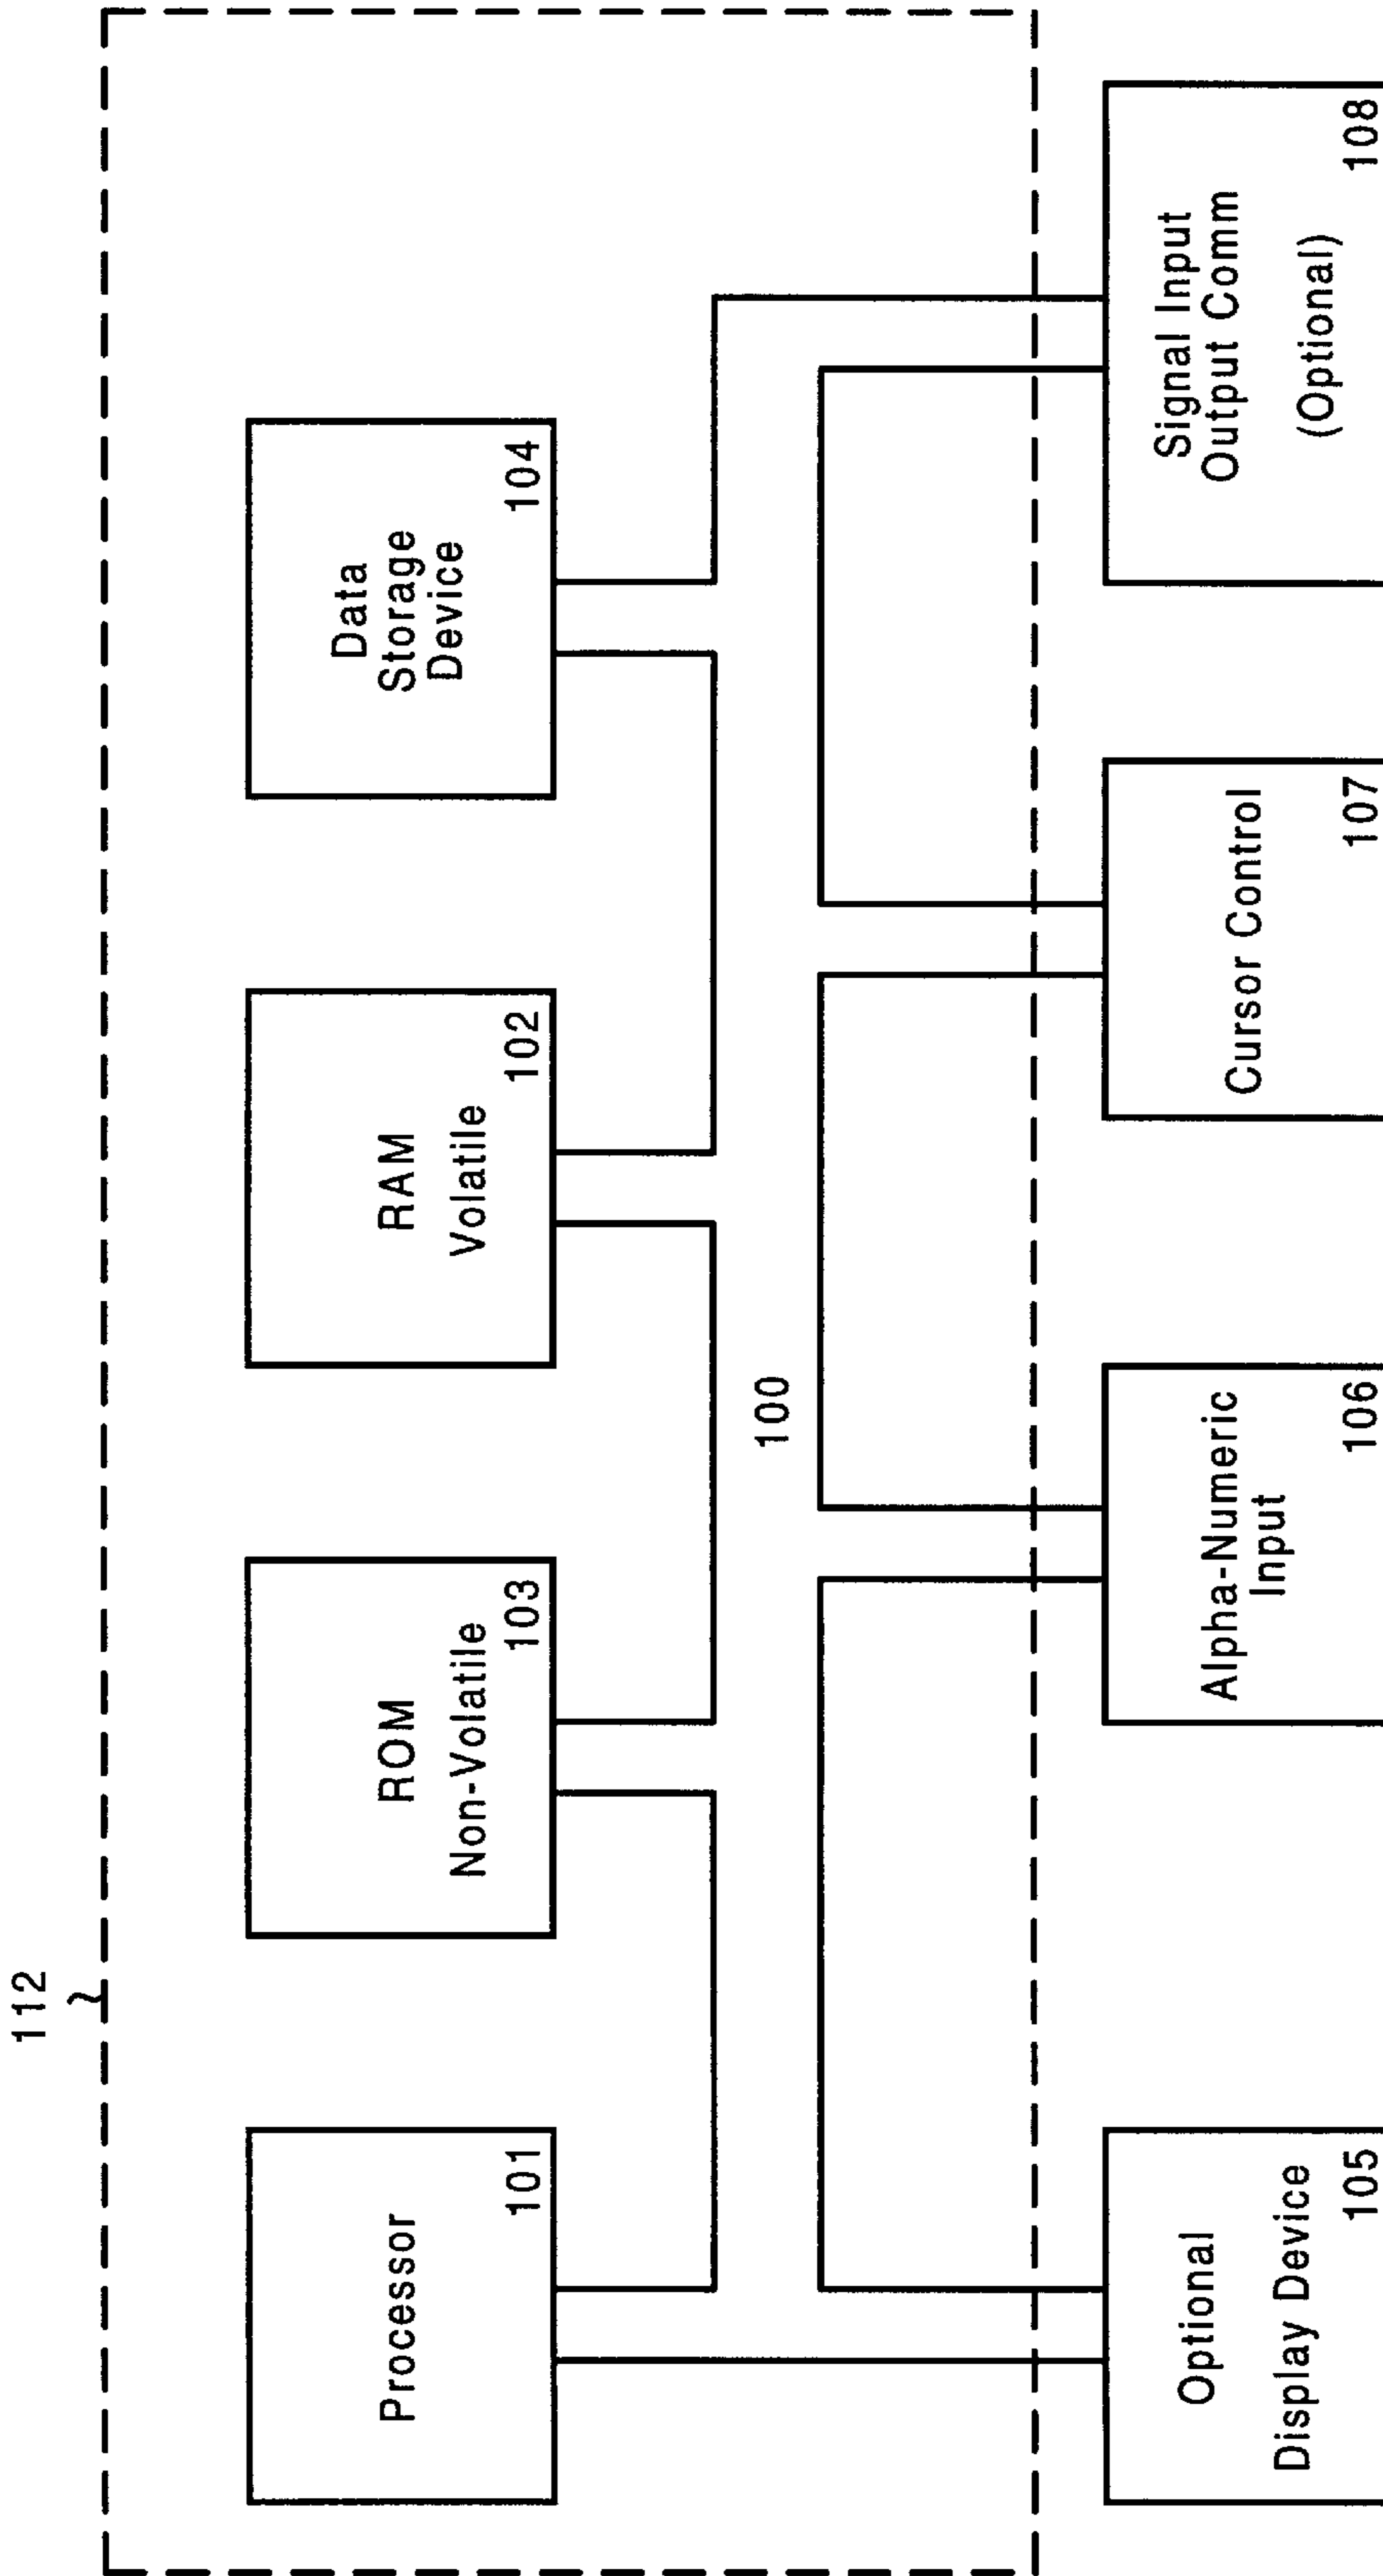 112
Processor
101
ROM
Non-Volatile
103
RAM
Volatile
102
Data
Storage
Device
104
100
Optional
Display Device
105
Alpha-Numeric
Input
106
Cursor Control
107
Signal Input
Output Comm
(Optional)
108